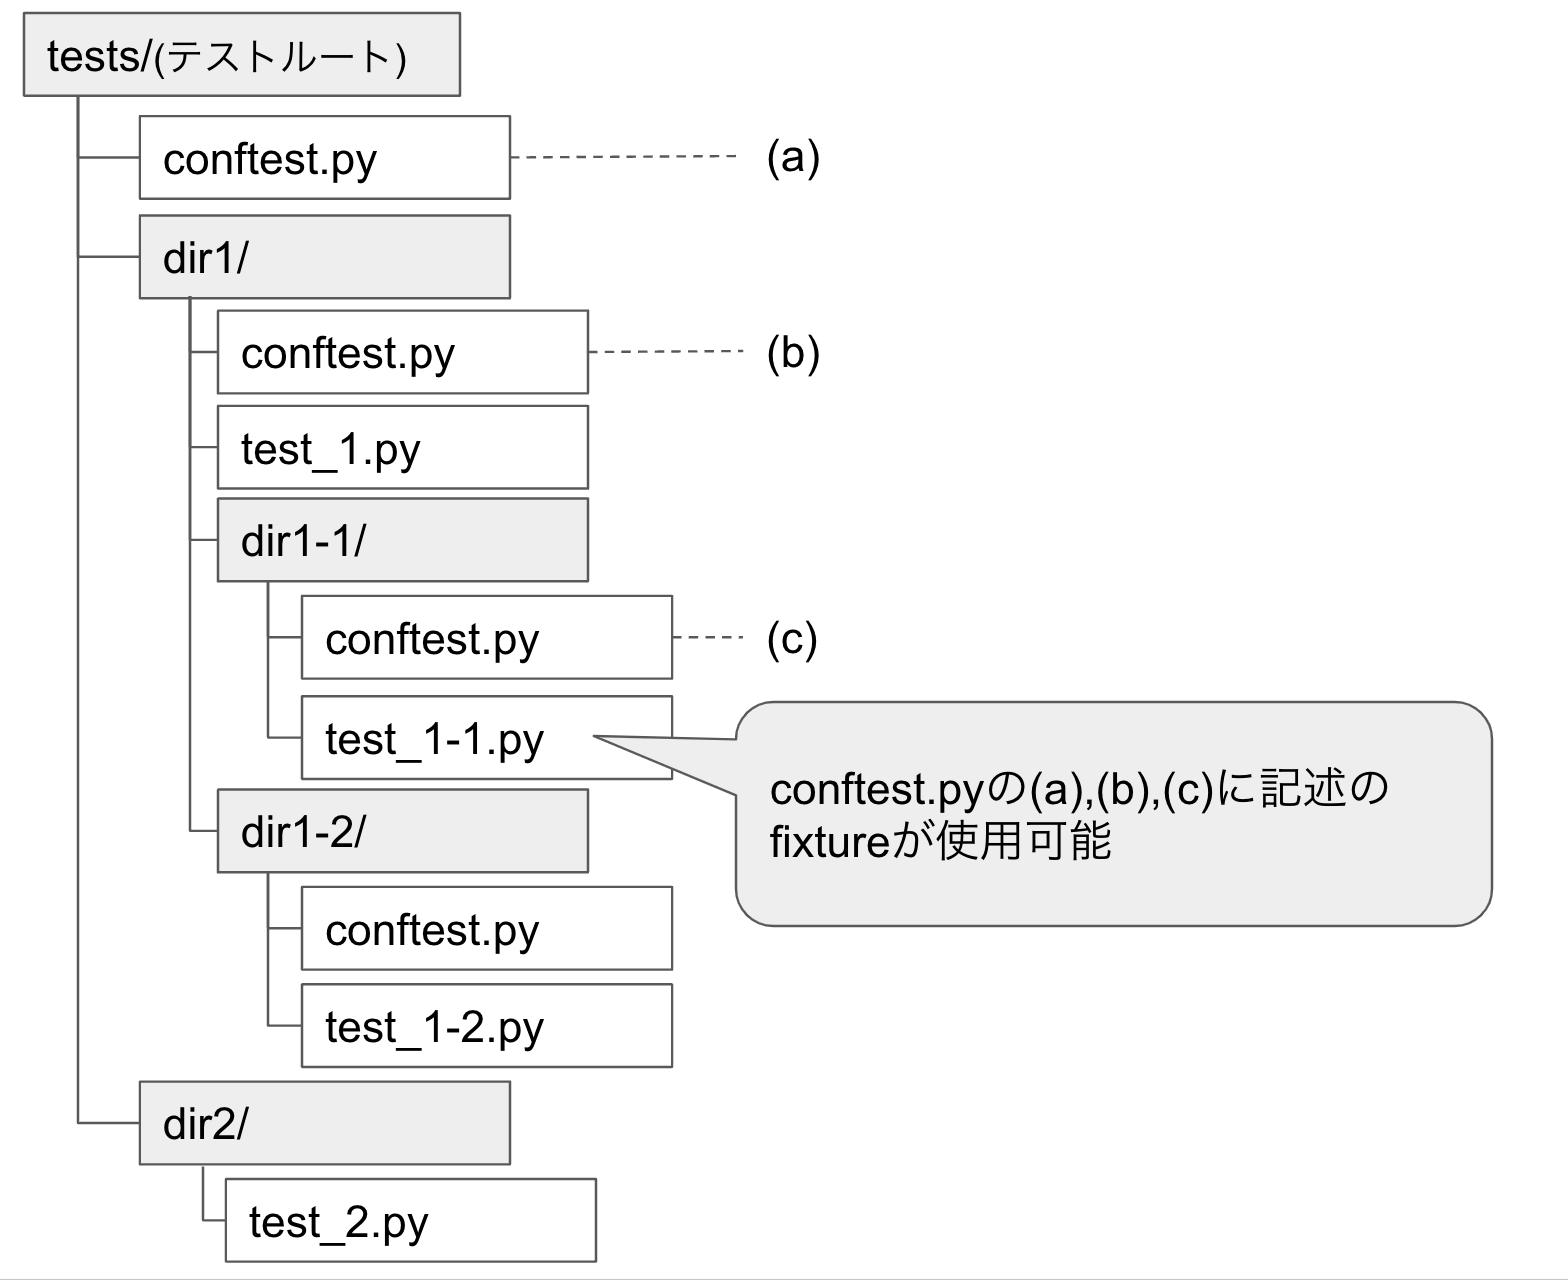 tests/(テストルート)
conftest.py
(a)
dir1/
conftest.py
(b)
test_1.py
dir1-1/
conftest.py
(c)
test_1-1.py
conftest.pyの(a),(b),(c)に記述の
fixtureが使用可能
dir1-2/
conftest.py
test_1-2.py
dir2/
test_2.py